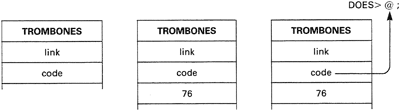 DOES> @ ;
TROMBONES TROMBONES TROMBONES
link link link
code code code
76 76